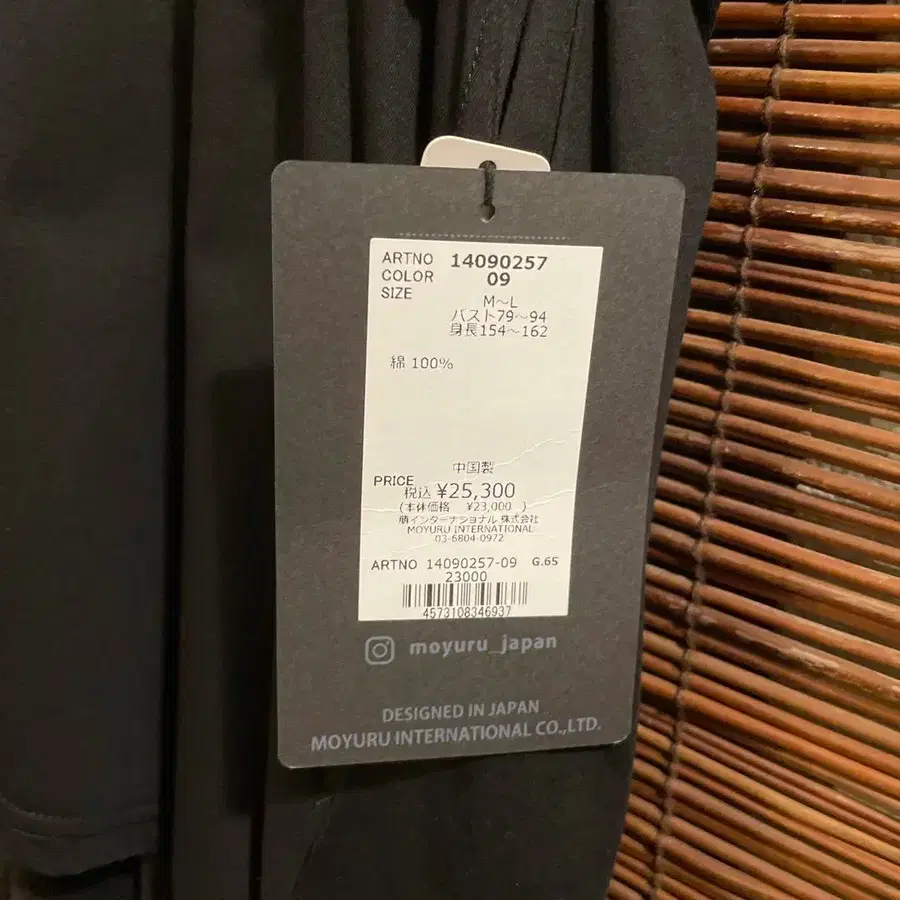 ARTNO 14090257
COLOR 09
SIZE
M～L
バスト79～94
身長154～162
綿 100%
中国製
PRICE
税込 ¥25,300
(本体価格 ¥23,000 )
萌インターナショナル 株式会社
MOYURU INTERNATIONAL
03-6804-0972
ARTNO 14090257-09 G.65
23000
4573108346937
moyuru_japan
DESIGNED IN JAPAN
MOYURU INTERNATIONAL CO.,LTD.